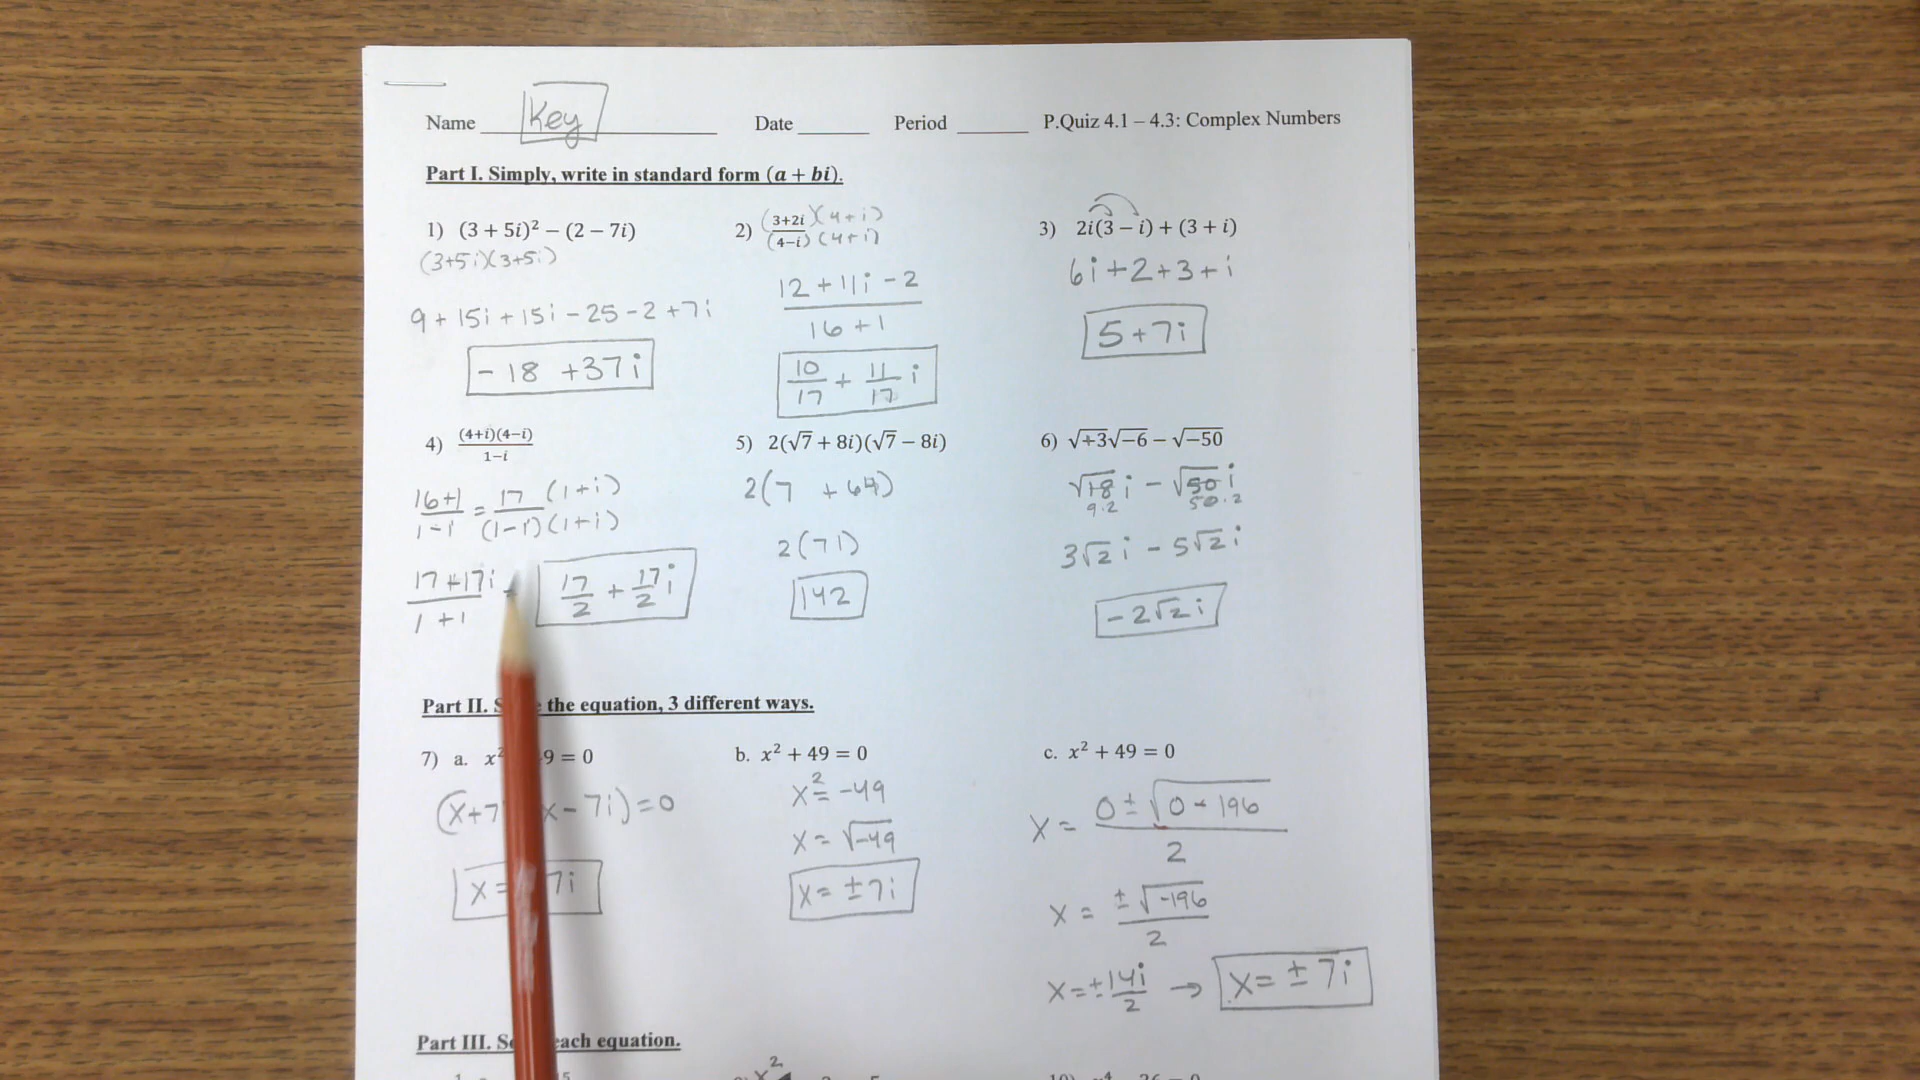 Name Key Date Period P.Quiz 4.1 – 4.3: Complex Numbers
Part I. Simply, write in standard form (a + bi).
1) (3 + 5i)² − (2 − 7i)
(3+5i)(3+5i)
9 + 15i + 15i − 25 − 2 + 7i
−18 + 37i
2) (3+2i)(4+i) / (4−i)(4+i)
12 + 11i − 2 / 16 + 1
10/17 + 11/17 i
3) 2i(3 − i) + (3 + i)
6i + 2 + 3 + i
5 + 7i
4) (4+i)(4−i) / 1−i
16+1 / 1−i = 17 (1+i) / (1−i)(1+i)
17 + 17i / 1 + 1 = 17/2 + 17/2 i
5) 2(√7 + 8i)(√7 − 8i)
2(7 + 64)
2(71)
142
6) √+3√−6 − √−50
√18 i − √50 i
9·2 50·2
3√2 i − 5√2 i
−2√2 i
Part II. the equation, 3 different ways.
7) a. x² 9 = 0
(x+7 x − 7i) = 0
x = 7i
b. x² + 49 = 0
x² = −49
x = √−49
x = ±7i
c. x² + 49 = 0
x = 0 ± √0 − 196 / 2
x = ± √−196 / 2
x = ± 14i / 2 → x = ± 7i
Part III. each equation.